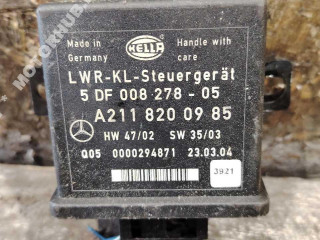 Made in
Germany
HELLA
Handle with
care
LWR-KL-Steuergerät
5 DF 008 278 - 05
A 211 820 09 85
HW 47/02 SW 35/03
Q05 0000294871 23.03.04
3921